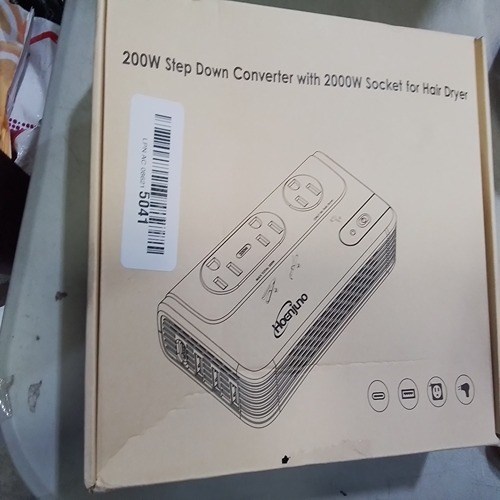 200W Step Down Converter with 2000W Socket for Hair Dryer
5041
Hoenjuno